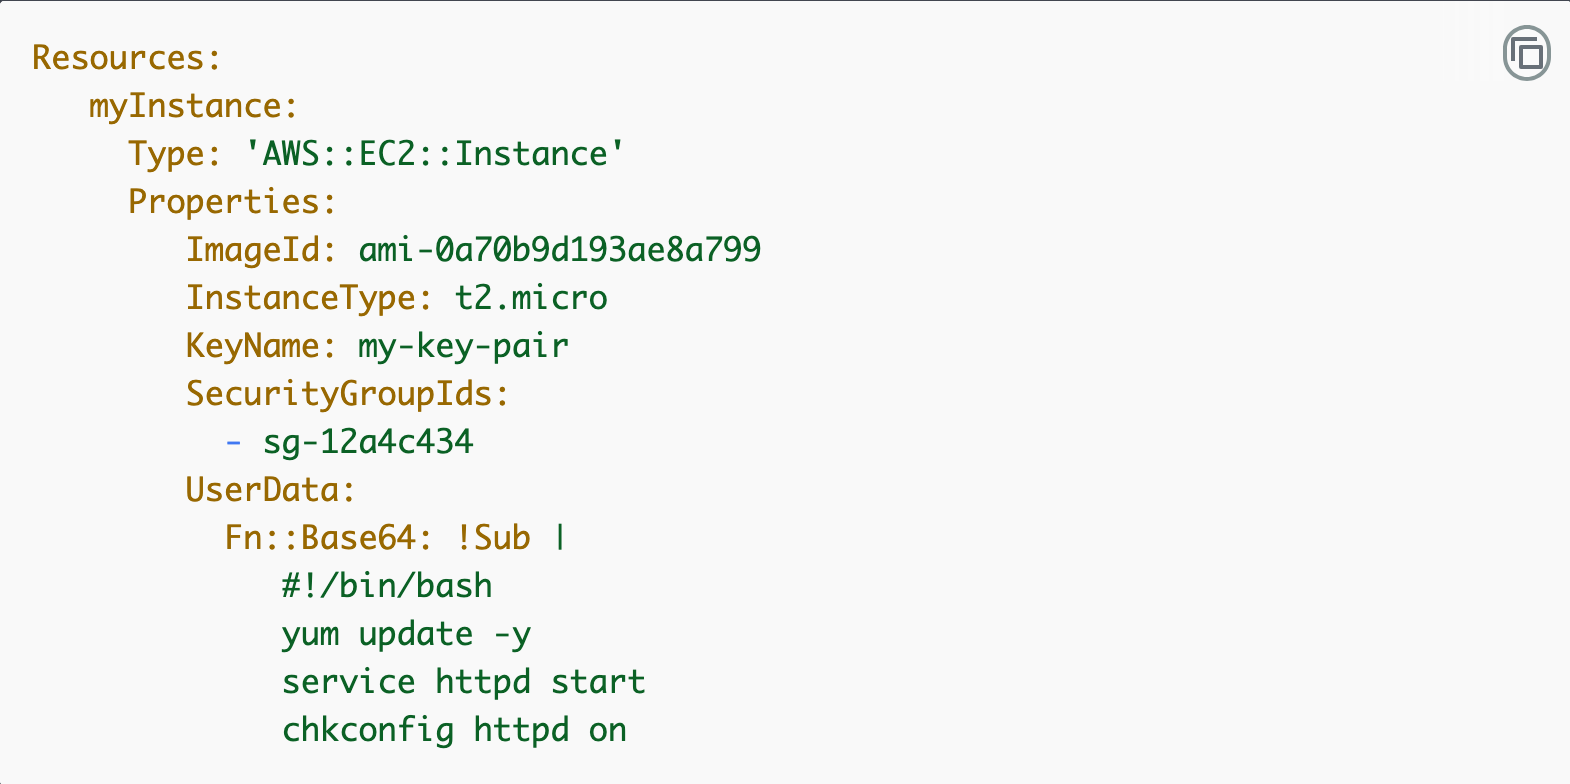 Resources:
   myInstance:
     Type: 'AWS::EC2::Instance'
     Properties:
        ImageId: ami-0a70b9d193ae8a799
        InstanceType: t2.micro
        KeyName: my-key-pair
        SecurityGroupIds:
          - sg-12a4c434
        UserData:
          Fn::Base64: !Sub |
             #!/bin/bash
             yum update -y
             service httpd start
             chkconfig httpd on